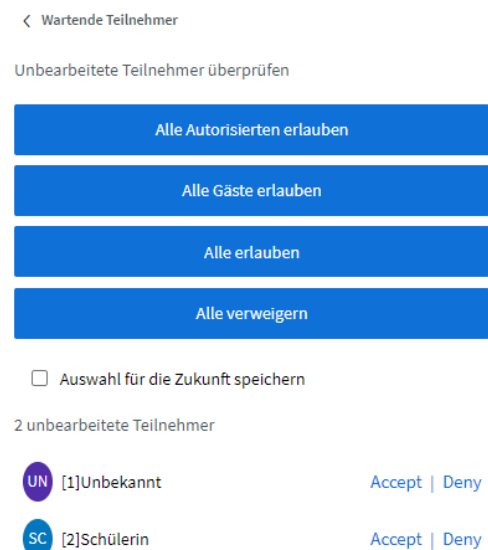 Wartende Teilnehmer
Unbearbeitete Teilnehmer überprüfen
Alle Autorisierten erlauben
Alle Gäste erlauben
Alle erlauben
Alle verweigern
Auswahl für die Zukunft speichern
2 unbearbeitete Teilnehmer
UN [1]Unbekannt Accept | Deny
SC [2]Schülerin Accept | Deny